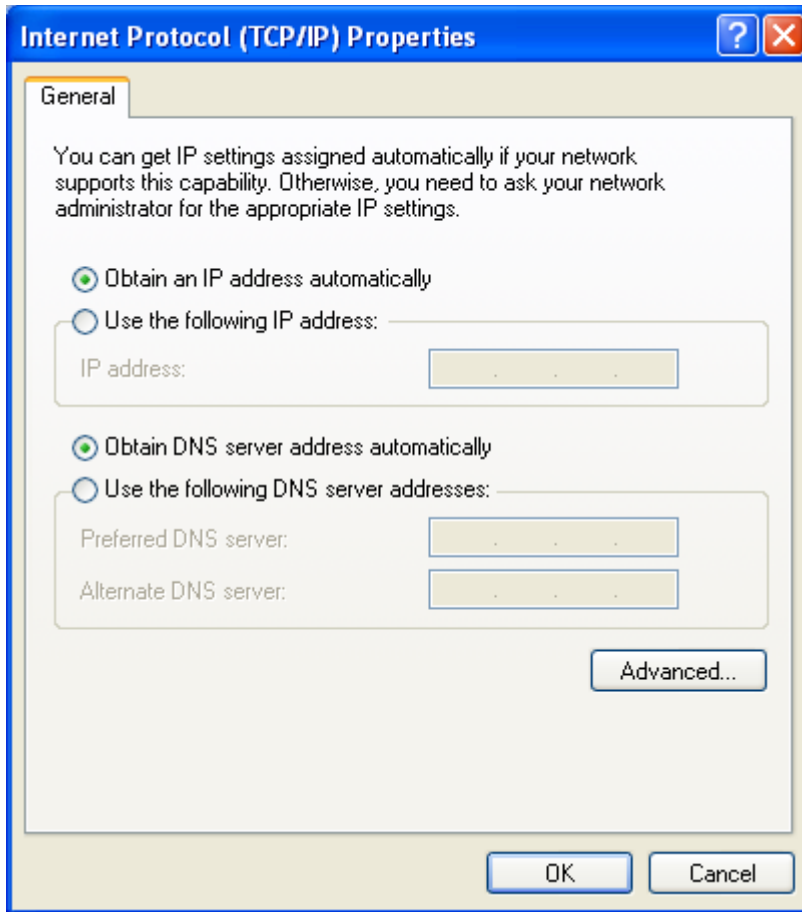 Internet Protocol (TCP/IP) Properties
?
General
You can get IP settings assigned automatically if your network
supports this capability. Otherwise, you need to ask your network
administrator for the appropriate IP settings.
Obtain an IP address automatically
Use the following IP address:
IP address:
. . .
Obtain DNS server address automatically
Use the following DNS server addresses:
Preferred DNS server:
. . .
Alternate DNS server:
. . .
Advanced...
OK
Cancel